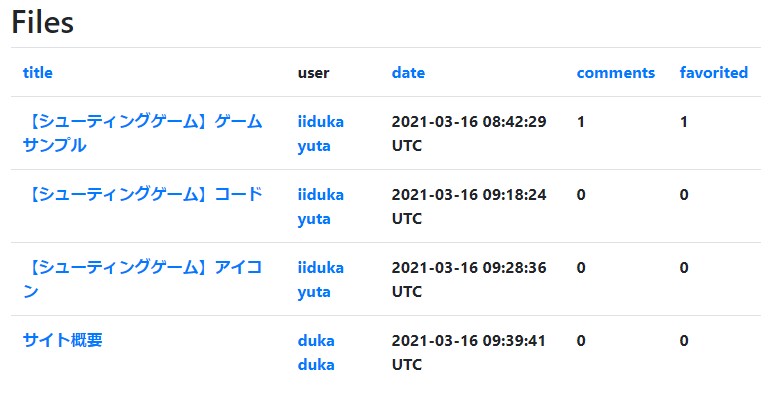 Files
title user date comments favorited
【シューティングゲーム】ゲーム iiduka 2021-03-16 08:42:29 1 1
サンプル yuta UTC
【シューティングゲーム】コード iiduka 2021-03-16 09:18:24 0 0
yuta UTC
【シューティングゲーム】アイコ iiduka 2021-03-16 09:28:36 0 0
ン yuta UTC
サイト概要 duka 2021-03-16 09:39:41 0 0
duka UTC